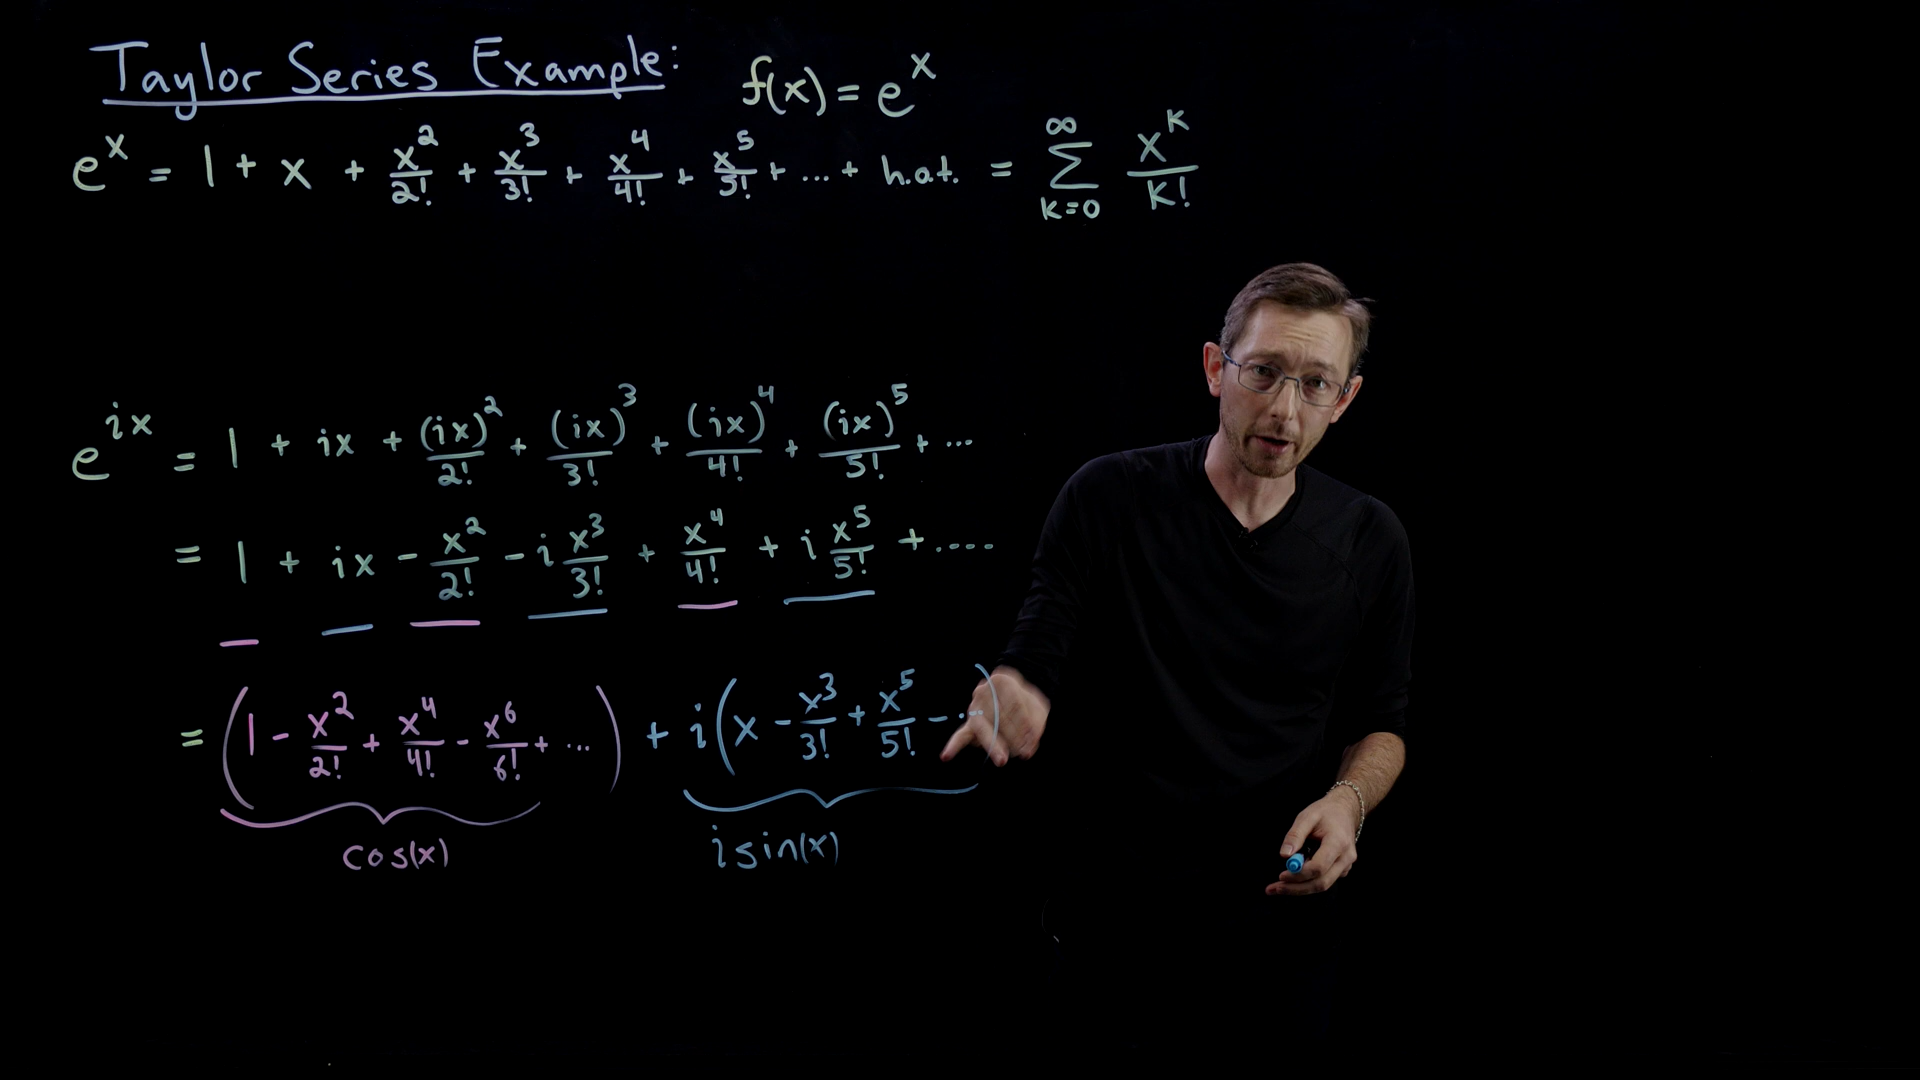 Taylor Series Example: f(x) = e^x
e^x = 1 + x + x^2/2! + x^3/3! + x^4/4! + x^5/5! + ... + h.o.t. = ∑_{k=0}^{∞} x^k/k!
e^{ix} = 1 + ix + (ix)^2/2! + (ix)^3/3! + (ix)^4/4! + (ix)^5/5! + ...
= 1 + ix - x^2/2! - i x^3/3! + x^4/4! + i x^5/5! + ....
= (1 - x^2/2! + x^4/4! - x^6/6! + ...) + i(x - x^3/3! + x^5/5! - ...)
cos(x) i sin(x)